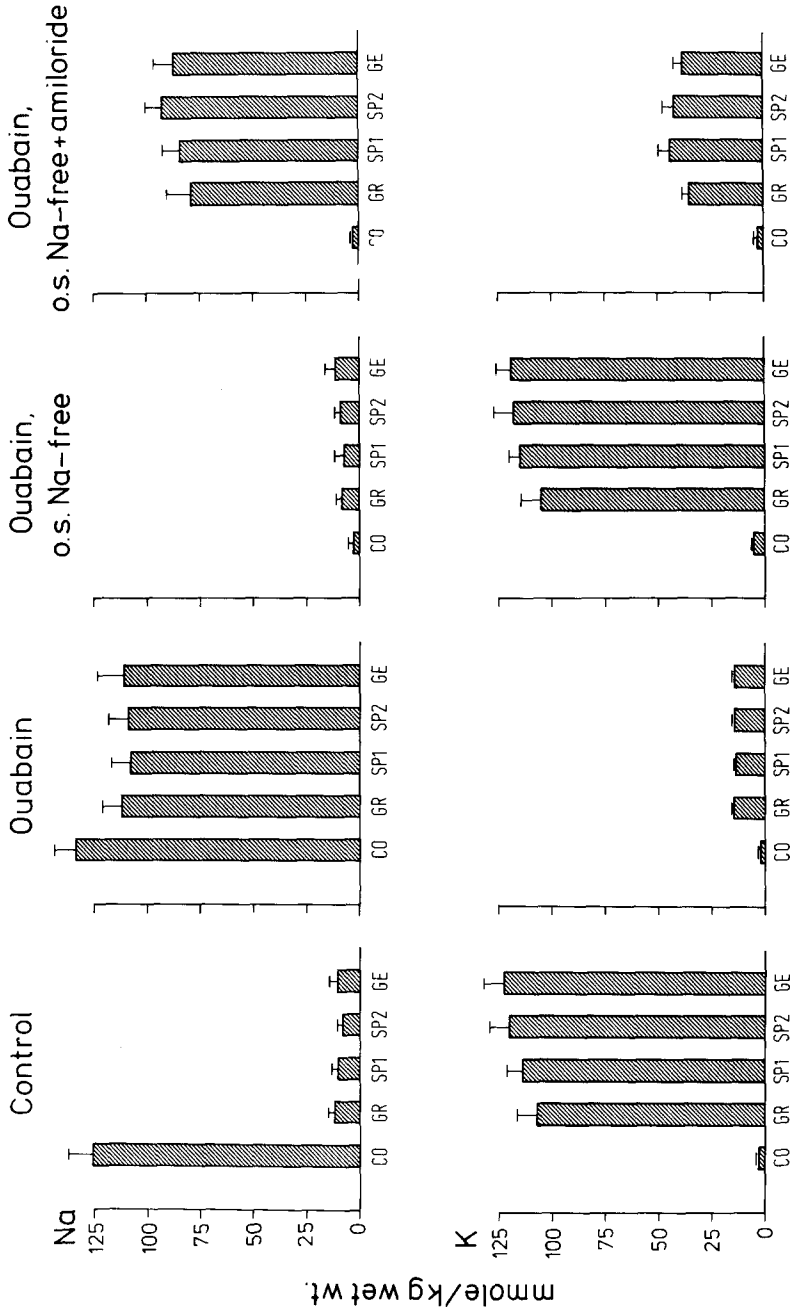 Control
Ouabain
Ouabain,
o.s. Na-free
Ouabain,
o.s. Na-free+amiloride
mmole/kg wet wt.
Na
125
100
75
50
25
0
CO GR SP1 SP2 GE
CO GR SP1 SP2 GE
CO GR SP1 SP2 GE
CO GR SP1 SP2 GE
K
125
100
75
50
25
0
CO GR SP1 SP2 GE
CO GR SP1 SP2 GE
CO GR SP1 SP2 GE
CO GR SP1 SP2 GE